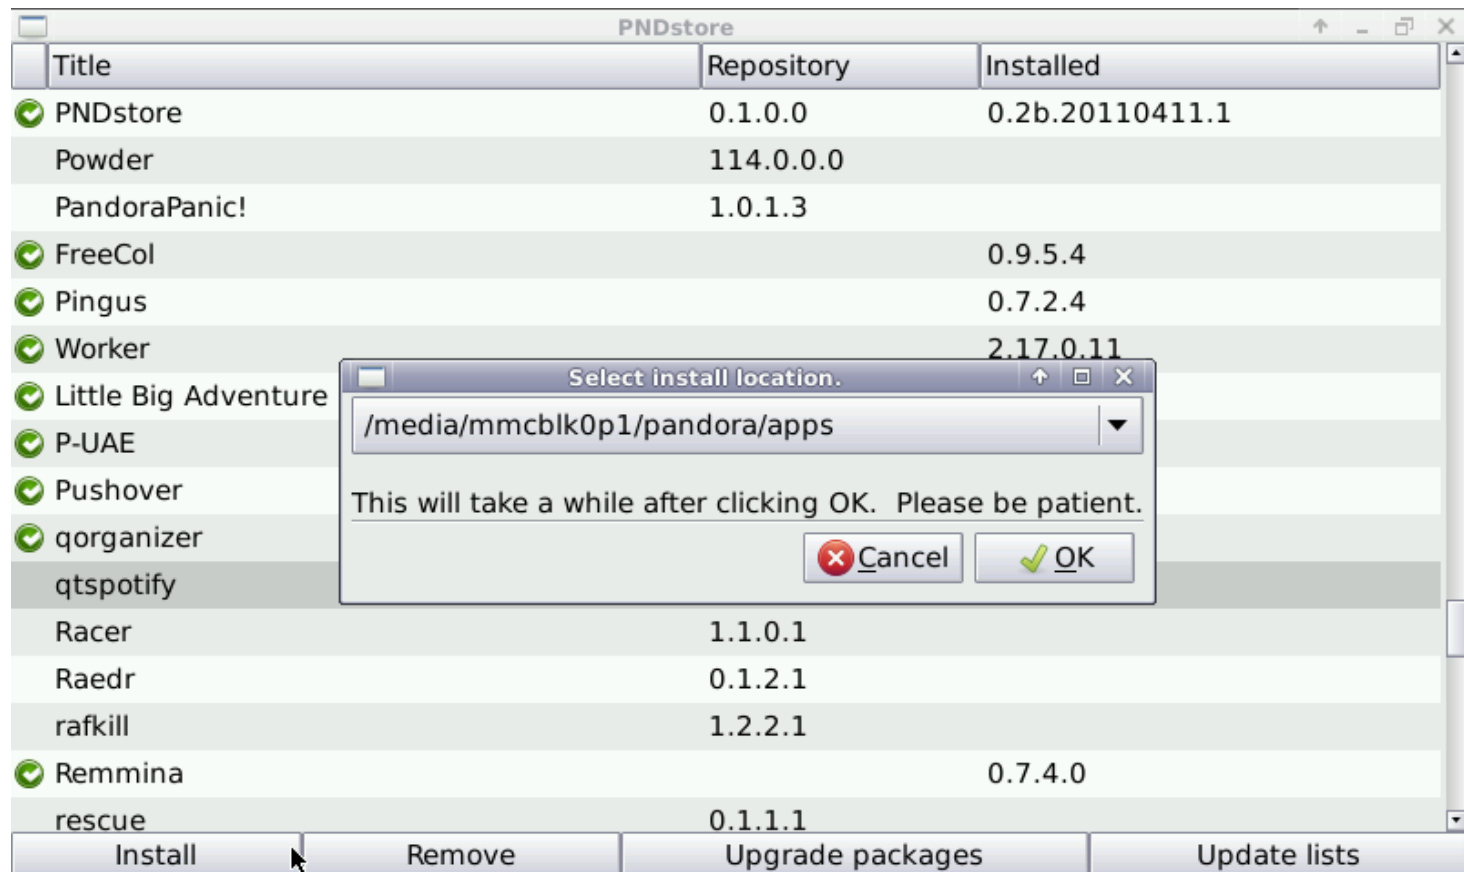 PNDstore
Title Repository Installed
PNDstore 0.1.0.0 0.2b.20110411.1
Powder 114.0.0.0
PandoraPanic! 1.0.1.3
FreeCol 0.9.5.4
Pingus 0.7.2.4
Worker 2.17.0.11
Little Big Adventure
P-UAE
Pushover
qorganizer
qtspotify
Select install location.
/media/mmcblk0p1/pandora/apps
This will take a while after clicking OK. Please be patient.
Cancel OK
Racer 1.1.0.1
Raedr 0.1.2.1
rafkill 1.2.2.1
Remmina 0.7.4.0
rescue 0.1.1.1
Install Remove Upgrade packages Update lists